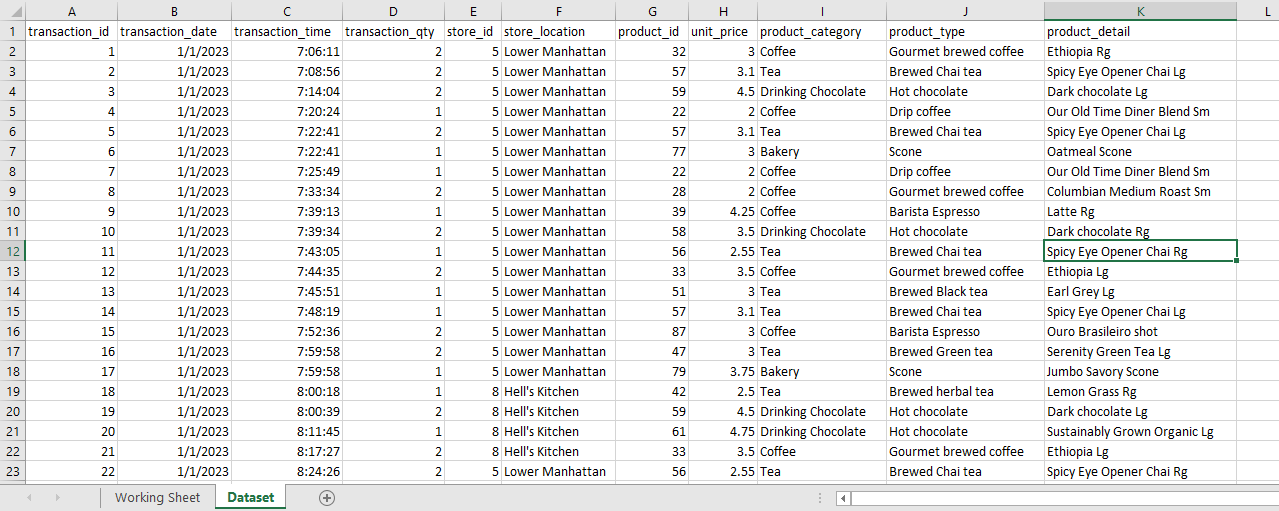 A B C D E F G H I J K L
1 transaction_id transaction_date transaction_time transaction_qty store_id store_location product_id unit_price product_category product_type product_detail
2 1 1/1/2023 7:06:11 2 5 Lower Manhattan 32 3 Coffee Gourmet brewed coffee Ethiopia Rg
3 2 1/1/2023 7:08:56 2 5 Lower Manhattan 57 3.1 Tea Brewed Chai tea Spicy Eye Opener Chai Lg
4 3 1/1/2023 7:14:04 2 5 Lower Manhattan 59 4.5 Drinking Chocolate Hot chocolate Dark chocolate Lg
5 4 1/1/2023 7:20:24 1 5 Lower Manhattan 22 2 Coffee Drip coffee Our Old Time Diner Blend Sm
6 5 1/1/2023 7:22:41 2 5 Lower Manhattan 57 3.1 Tea Brewed Chai tea Spicy Eye Opener Chai Lg
7 6 1/1/2023 7:22:41 1 5 Lower Manhattan 77 3 Bakery Scone Oatmeal Scone
8 7 1/1/2023 7:25:49 1 5 Lower Manhattan 22 2 Coffee Drip coffee Our Old Time Diner Blend Sm
9 8 1/1/2023 7:33:34 2 5 Lower Manhattan 28 2 Coffee Gourmet brewed coffee Columbian Medium Roast Sm
10 9 1/1/2023 7:39:13 1 5 Lower Manhattan 39 4.25 Coffee Barista Espresso Latte Rg
11 10 1/1/2023 7:39:34 2 5 Lower Manhattan 58 3.5 Drinking Chocolate Hot chocolate Dark chocolate Rg
12 11 1/1/2023 7:43:05 1 5 Lower Manhattan 56 2.55 Tea Brewed Chai tea Spicy Eye Opener Chai Rg
13 12 1/1/2023 7:44:35 2 5 Lower Manhattan 33 3.5 Coffee Gourmet brewed coffee Ethiopia Lg
14 13 1/1/2023 7:45:51 1 5 Lower Manhattan 51 3 Tea Brewed Black tea Earl Grey Lg
15 14 1/1/2023 7:48:19 1 5 Lower Manhattan 57 3.1 Tea Brewed Chai tea Spicy Eye Opener Chai Lg
16 15 1/1/2023 7:52:36 2 5 Lower Manhattan 87 3 Coffee Barista Espresso Ouro Brasileiro shot
17 16 1/1/2023 7:59:58 2 5 Lower Manhattan 47 3 Tea Brewed Green tea Serenity Green Tea Lg
18 17 1/1/2023 7:59:58 1 5 Lower Manhattan 79 3.75 Bakery Scone Jumbo Savory Scone
19 18 1/1/2023 8:00:18 1 8 Hell's Kitchen 42 2.5 Tea Brewed herbal tea Lemon Grass Rg
20 19 1/1/2023 8:00:39 2 8 Hell's Kitchen 59 4.5 Drinking Chocolate Hot chocolate Dark chocolate Lg
21 20 1/1/2023 8:11:45 1 8 Hell's Kitchen 61 4.75 Drinking Chocolate Hot chocolate Sustainably Grown Organic Lg
22 21 1/1/2023 8:17:27 2 8 Hell's Kitchen 33 3.5 Coffee Gourmet brewed coffee Ethiopia Lg
23 22 1/1/2023 8:24:26 2 5 Lower Manhattan 56 2.55 Tea Brewed Chai tea Spicy Eye Opener Chai Rg
Working Sheet Dataset